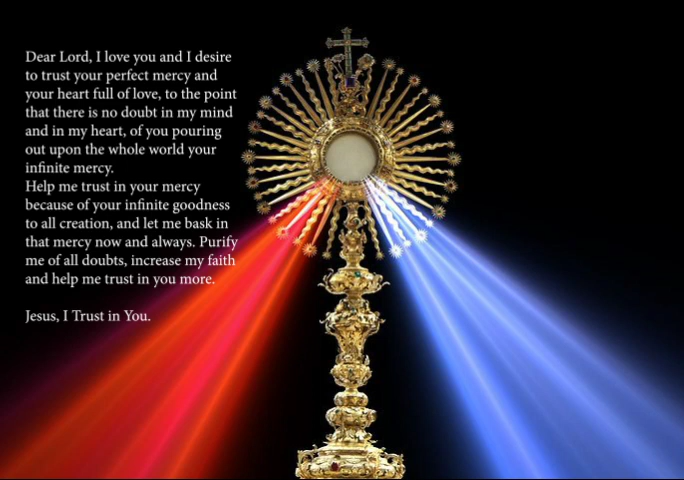 Dear Lord, I love you and I desire
to trust your perfect mercy and
your heart full of love, to the point
that there is no doubt in my mind
and in my heart, of you pouring
out upon the whole world your
infinite mercy.
Help me trust in your mercy
because of your infinite goodness
to all creation, and let me bask in
that mercy now and always. Purify
me of all doubts, increase my faith
and help me trust in you more.
Jesus, I Trust in You.